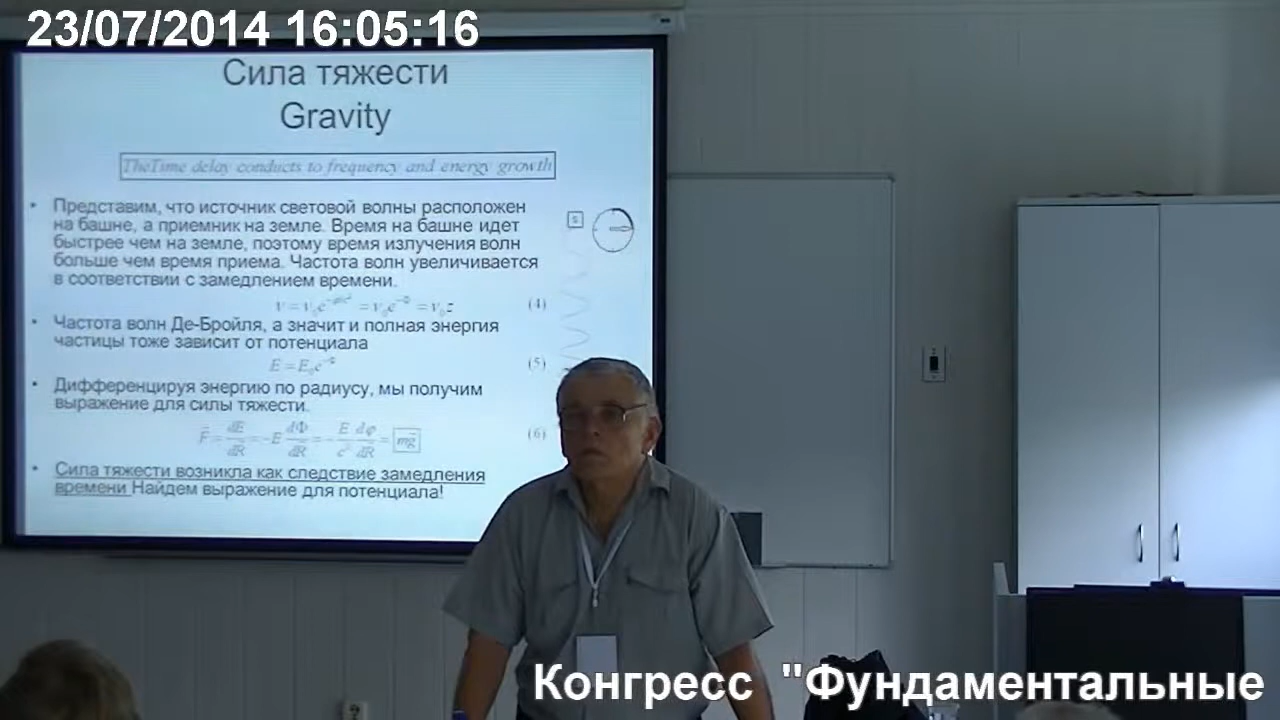 23/07/2014 16:05:16
Сила тяжести
Gravity
TheTime delay conducts to frequency and energy growth
• Представим, что источник световой волны расположен
на башне, а приемник на земле. Время на башне идет
быстрее чем на земле, поэтому время излучения волн
больше чем время приема. Частота волн увеличивается
в соответствии с замедлением времени.
(4)
• Частота волн Де-Бройля, а значит и полная энергия
частицы тоже зависит от потенциала
(5)
• Дифференцируя энергию по радиусу, мы получим
выражение для силы тяжести.
(6)
• Сила тяжести возникла как следствие замедления
времени Найдем выражение для потенциала!
Конгресс "Фундаментальные